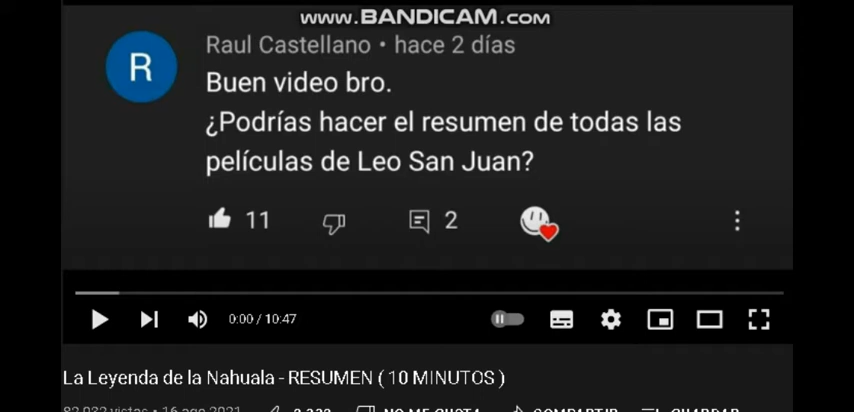 www.BANDICAM.com
R
Raul Castellano • hace 2 días
Buen video bro.
¿Podrías hacer el resumen de todas las
películas de Leo San Juan?
11
2
0:00 / 10:47
La Leyenda de la Nahuala - RESUMEN ( 10 MINUTOS )
vistas • 16 ago 2021 NO ME GUSTA COMPARTIR GUARDAR